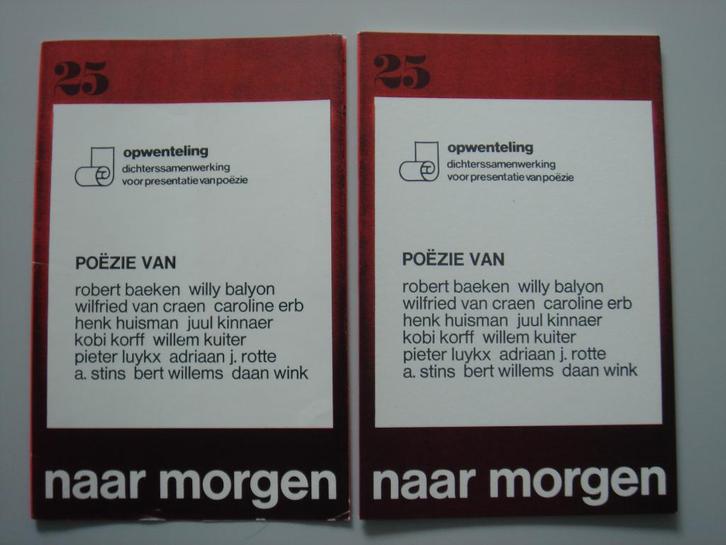 25
opwenteling
dichterssamenwerking
voor presentatie van poëzie
POËZIE VAN
robert baeken willy balyon
wilfried van craen caroline erb
henk huisman juul kinnaer
kobi korff willem kuiter
pieter luykx adriaan j. rotte
a. stins bert willems daan wink
naar morgen
25
opwenteling
dichterssamenwerking
voor presentatie van poëzie
POËZIE VAN
robert baeken willy balyon
wilfried van craen caroline erb
henk huisman juul kinnaer
kobi korff willem kuiter
pieter luykx adriaan j. rotte
a. stins bert willems daan wink
naar morgen